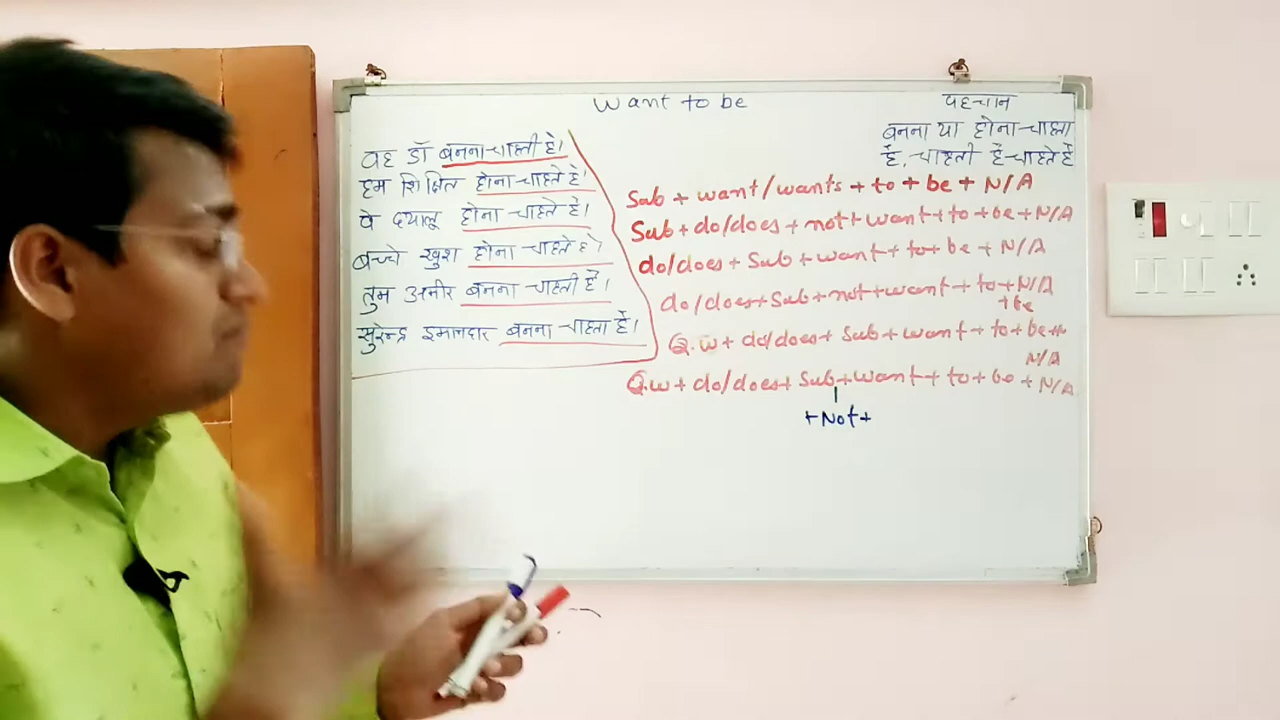 want to be
पहचान
बनना या होना चाहता
है, चाहती है चाहते हैं
वह डॉ बनना चाहती है।
हम शिक्षित होना चाहते है।
वे दयालू होना चाहते है।
बच्चे खुश होना चाहते है।
तुम अमीर बनना चाहती हैं।
सुरेन्द्र इमानदार बनना चाहता हैं।
Sub + want/wants + to + be + N/A
Sub + do/does + not + want + to + be + N/A
do/does + Sub + want + to + be + N/A
do/does + Sub + not + want + to + N/A
+ be
Q.w + do/does + Sub + want + to + be +
N/A
Q.w + do/does + Sub + want + to + be + N/A
+ Not +